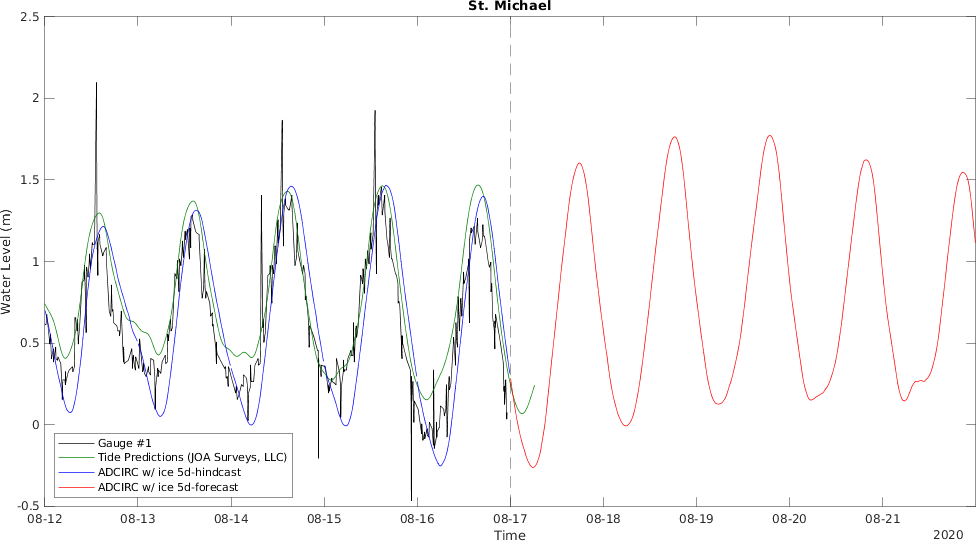 St. Michael
2.5
2
1.5
1
0.5
0
-0.5
Water Level (m)
Gauge #1
Tide Predictions (JOA Surveys, LLC)
ADCIRC w/ ice 5d-hindcast
ADCIRC w/ ice 5d-forecast
08-12 08-13 08-14 08-15 08-16 08-17 08-18 08-19 08-20 08-21
Time
2020